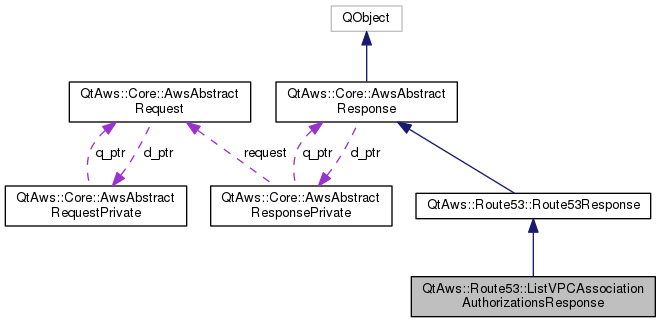 QObject
QtAws::Core::AwsAbstract
Request
QtAws::Core::AwsAbstract
Response
q_ptr
d_ptr
request
q_ptr
d_ptr
QtAws::Core::AwsAbstract
RequestPrivate
QtAws::Core::AwsAbstract
ResponsePrivate
QtAws::Route53::Route53Response
QtAws::Route53::ListVPCAssociation
AuthorizationsResponse